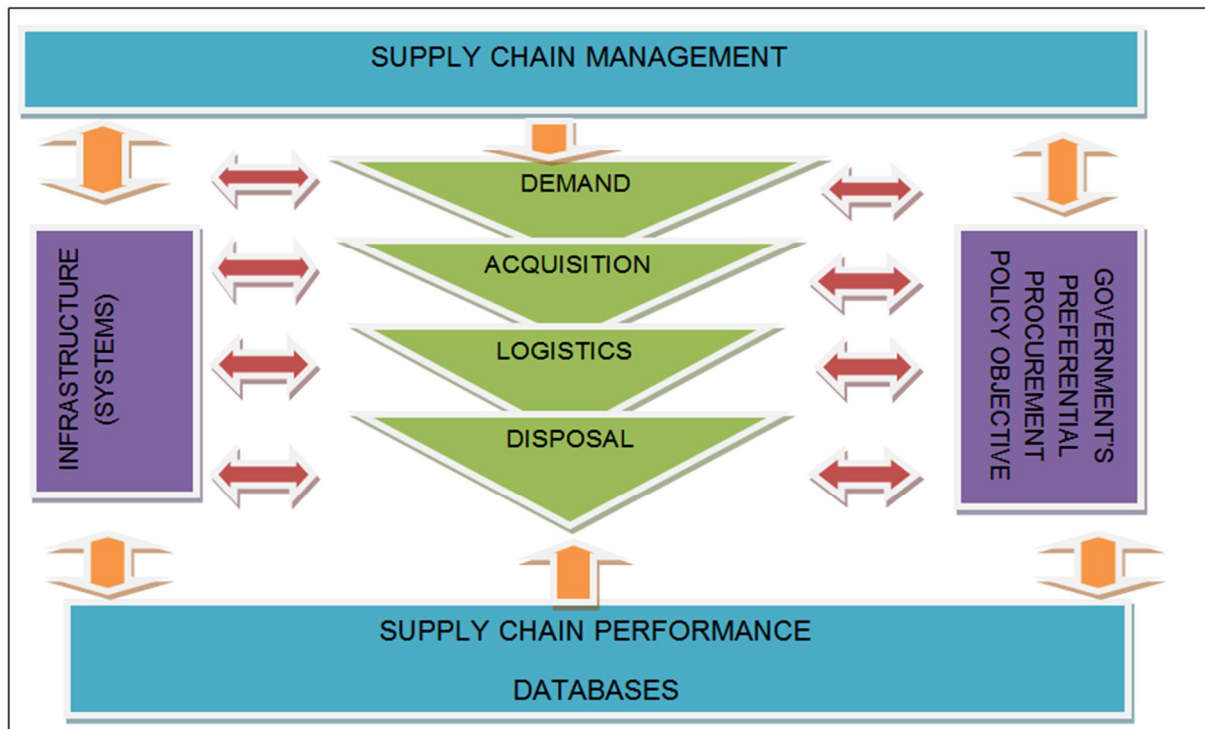 SUPPLY CHAIN MANAGEMENT
DEMAND
ACQUISITION
LOGISTICS
DISPOSAL
INFRASTRUCTURE
(SYSTEMS)
GOVERNMENT'S
PREFERENTIAL
PROCUREMENT
POLICY OBJECTIVE
SUPPLY CHAIN PERFORMANCE
DATABASES